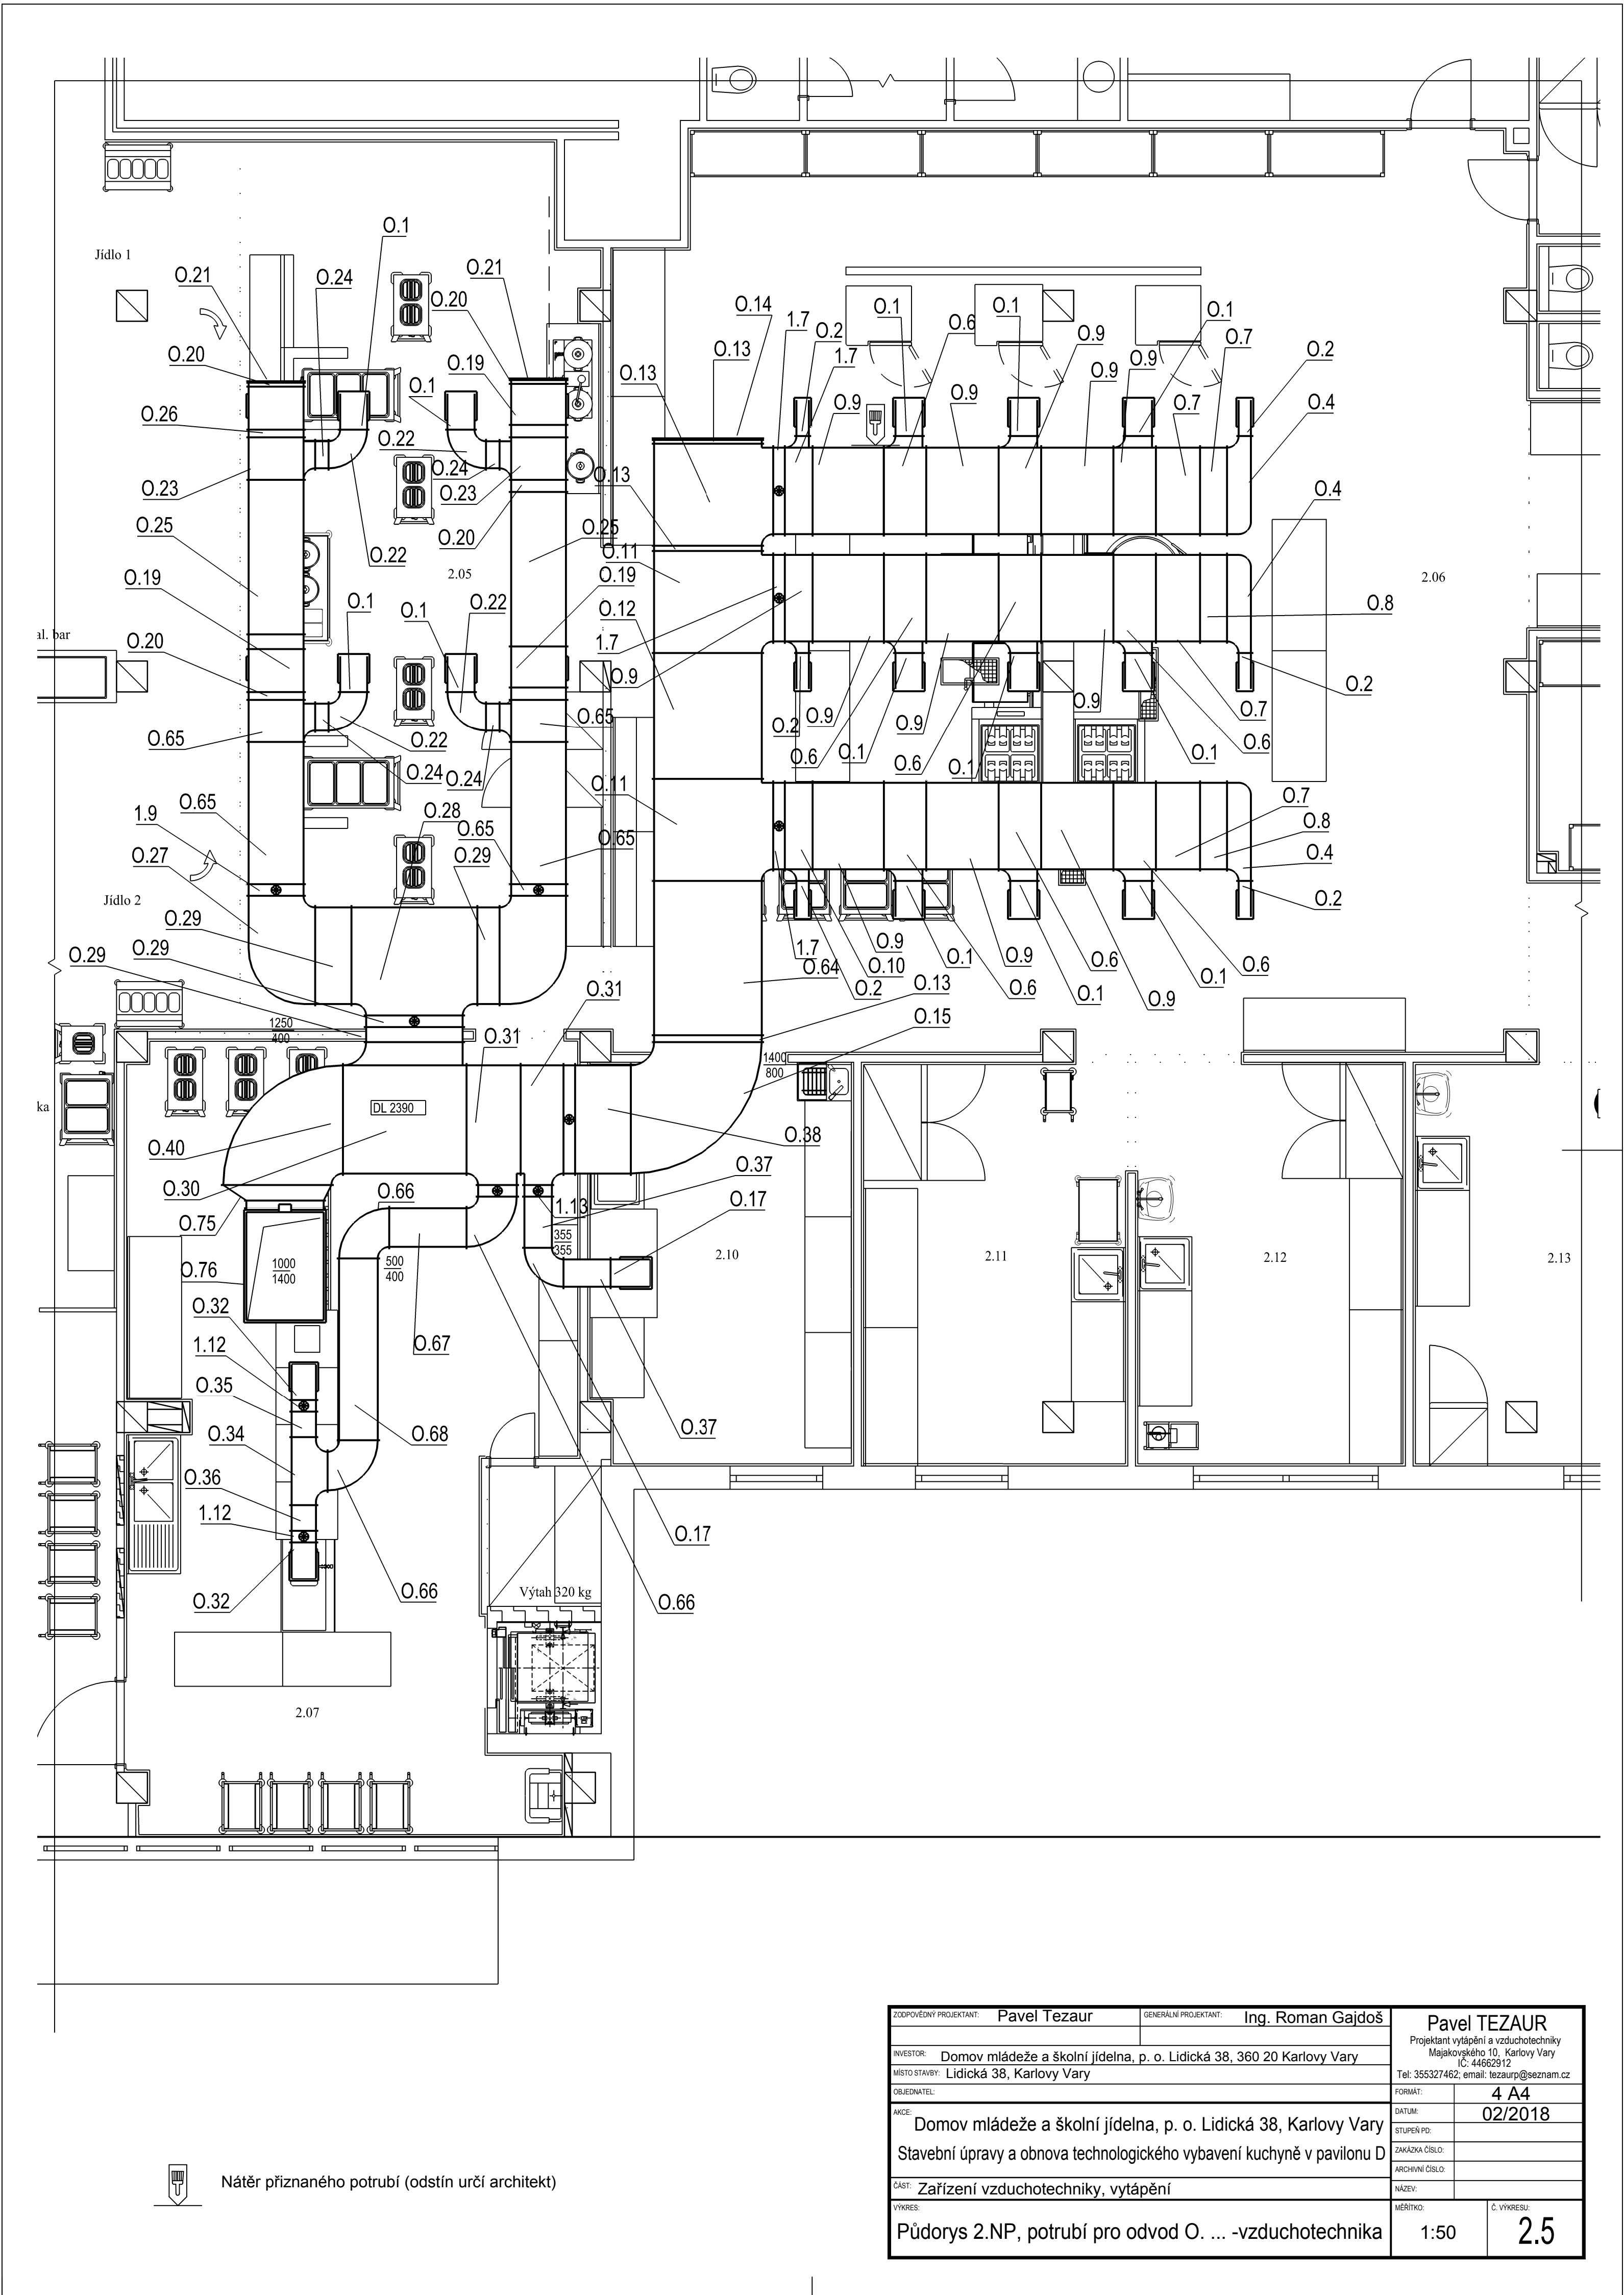 O.1
Jídlo 1
O.21
O.24
O.21
O.20
O.14
1.7
O.2
O.1
O.6
O.1
O.9
O.1
O.7
O.2
O.20
O.19
O.13
O.13
1.7
O.9
O.9
O.9
O.9
O.7
O.4
O.26
O.1
O.22
O.24
O.23
O.23
O.13
O.4
O.25
O.20
O.25
O.11
O.22
2.05
O.19
2.06
O.19
O.1
O.1
O.22
O.12
O.8
al. bar
O.20
1.7
O.9
O.2
O.65
O.22
O.65
O.2
O.9
O.9
O.9
O.7
O.24
O.24
O.6
O.1
O.6
O.1
O.1
O.6
O.11
O.65
O.28
O.7
1.9
O.65
O.65
O.8
O.27
O.29
O.4
Jídlo 2
O.2
O.29
O.29
O.29
1.7
O.9
O.10
O.1
O.9
O.6
O.6
O.64
O.2
O.6
O.1
O.9
O.1
O.31
O.13
O.15
1250
400
O.31
1400
800
ka
DL 2390
O.40
O.38
O.30
O.66
O.37
O.75
1.13
O.17
355
355
2.10
2.11
2.12
2.13
O.76
1000
1400
500
400
O.32
1.12
O.67
O.35
O.34
O.68
O.37
O.36
1.12
O.17
O.32
O.66
Výtah 320 kg
O.66
2.07
Nátěr přiznaného potrubí (odstín určí architekt)
ZODPOVĚDNÝ PROJEKTANT: Pavel Tezaur
GENERÁLNÍ PROJEKTANT: Ing. Roman Gajdoš
INVESTOR: Domov mládeže a školní jídelna, p. o. Lidická 38, 360 20 Karlovy Vary
MÍSTO STAVBY: Lidická 38, Karlovy Vary
OBJEDNATEL:
AKCE:
Domov mládeže a školní jídelna, p. o. Lidická 38, Karlovy Vary
Stavební úpravy a obnova technologického vybavení kuchyně v pavilonu D
ČÁST: Zařízení vzduchotechniky, vytápění
VÝKRES:
Půdorys 2.NP, potrubí pro odvod O. ... -vzduchotechnika
Pavel TEZAUR
Projektant vytápění a vzduchotechniky
Majakovského 10, Karlovy Vary
IČ: 44662912
Tel: 355327462; email: tezaurp@seznam.cz
FORMÁT: 4 A4
DATUM: 02/2018
STUPEŇ PD:
ZAKÁZKA ČÍSLO:
ARCHIVNÍ ČÍSLO:
NÁZEV:
MĚŘÍTKO:
1:50
Č. VÝKRESU:
2.5